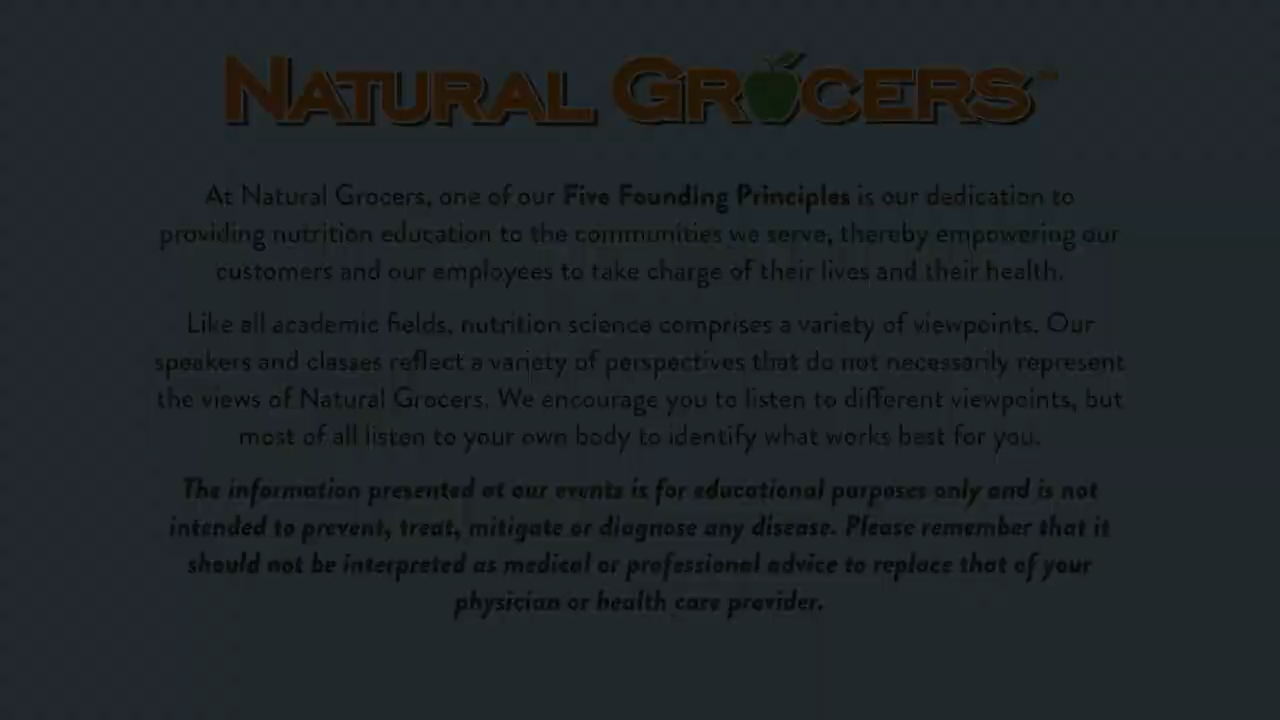 NATURAL GROCERS™
At Natural Grocers, one of our Five Founding Principles is our dedication to
providing nutrition education to the communities we serve, thereby empowering our
customers and our employees to take charge of their lives and their health.
Like all academic fields, nutrition science comprises a variety of viewpoints. Our
speakers and classes reflect a variety of perspectives that do not necessarily represent
the views of Natural Grocers. We encourage you to listen to different viewpoints, but
most of all listen to your own body to identify what works best for you.
The information presented at our events is for educational purposes only and is not
intended to prevent, treat, mitigate or diagnose any disease. Please remember that it
should not be interpreted as medical or professional advice to replace that of your
physician or health care provider.